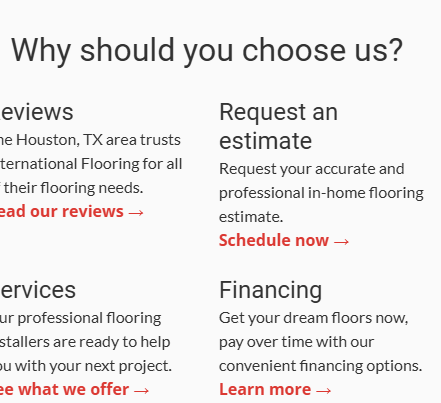 Why should you choose us?
eviews
he Houston, TX area trusts
ternational Flooring for all
their flooring needs.
ead our reviews →
Request an
estimate
Request your accurate and
professional in-home flooring
estimate.
Schedule now →
ervices
ur professional flooring
stallers are ready to help
ou with your next project.
ee what we offer →
Financing
Get your dream floors now,
pay over time with our
convenient financing options.
Learn more →